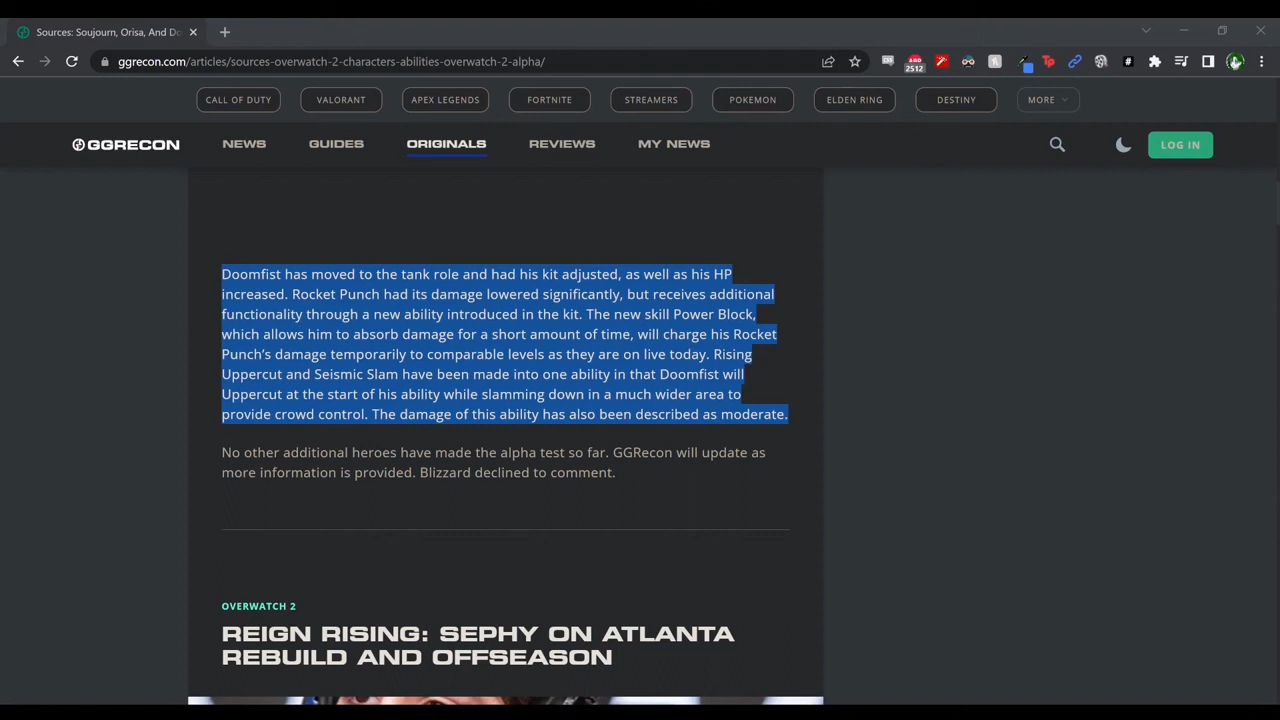 Sources: Soujourn, Orisa, And Do
ggrecon.com/articles/sources-overwatch-2-characters-abilities-overwatch-2-alpha/
2512
CALL OF DUTY
VALORANT
APEX LEGENDS
FORTNITE
STREAMERS
POKEMON
ELDEN RING
DESTINY
MORE
GGRECON
NEWS
GUIDES
ORIGINALS
REVIEWS
MY NEWS
LOG IN
Doomfist has moved to the tank role and had his kit adjusted, as well as his HP
increased. Rocket Punch had its damage lowered significantly, but receives additional
functionality through a new ability introduced in the kit. The new skill Power Block,
which allows him to absorb damage for a short amount of time, will charge his Rocket
Punch’s damage temporarily to comparable levels as they are on live today. Rising
Uppercut and Seismic Slam have been made into one ability in that Doomfist will
Uppercut at the start of his ability while slamming down in a much wider area to
provide crowd control. The damage of this ability has also been described as moderate.
No other additional heroes have made the alpha test so far. GGRecon will update as
more information is provided. Blizzard declined to comment.
OVERWATCH 2
REIGN RISING: SEPHY ON ATLANTA
REBUILD AND OFFSEASON